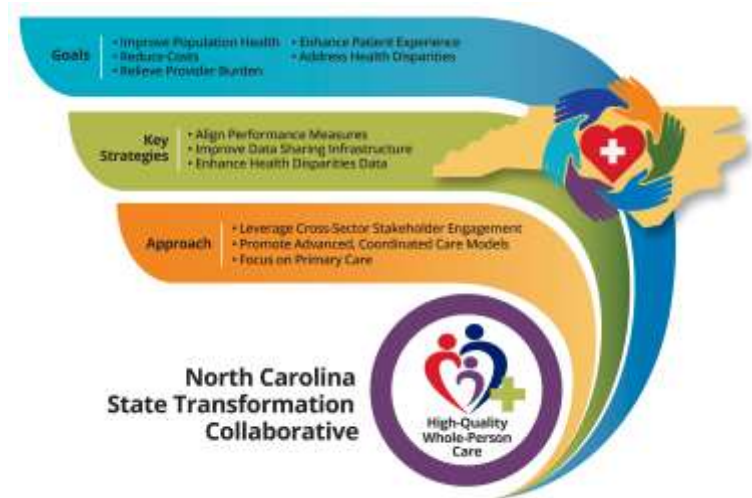 Goals
• Improve Population Health
• Reduce Costs
• Relieve Provider Burden
• Enhance Patient Experience
• Address Health Disparities
Key
Strategies
• Align Performance Measures
• Improve Data Sharing Infrastructure
• Enhance Health Disparities Data
Approach
• Leverage Cross-Sector Stakeholder Engagement
• Promote Advanced, Coordinated Care Models
• Focus on Primary Care
North Carolina
State Transformation
Collaborative
High-Quality
Whole-Person
Care